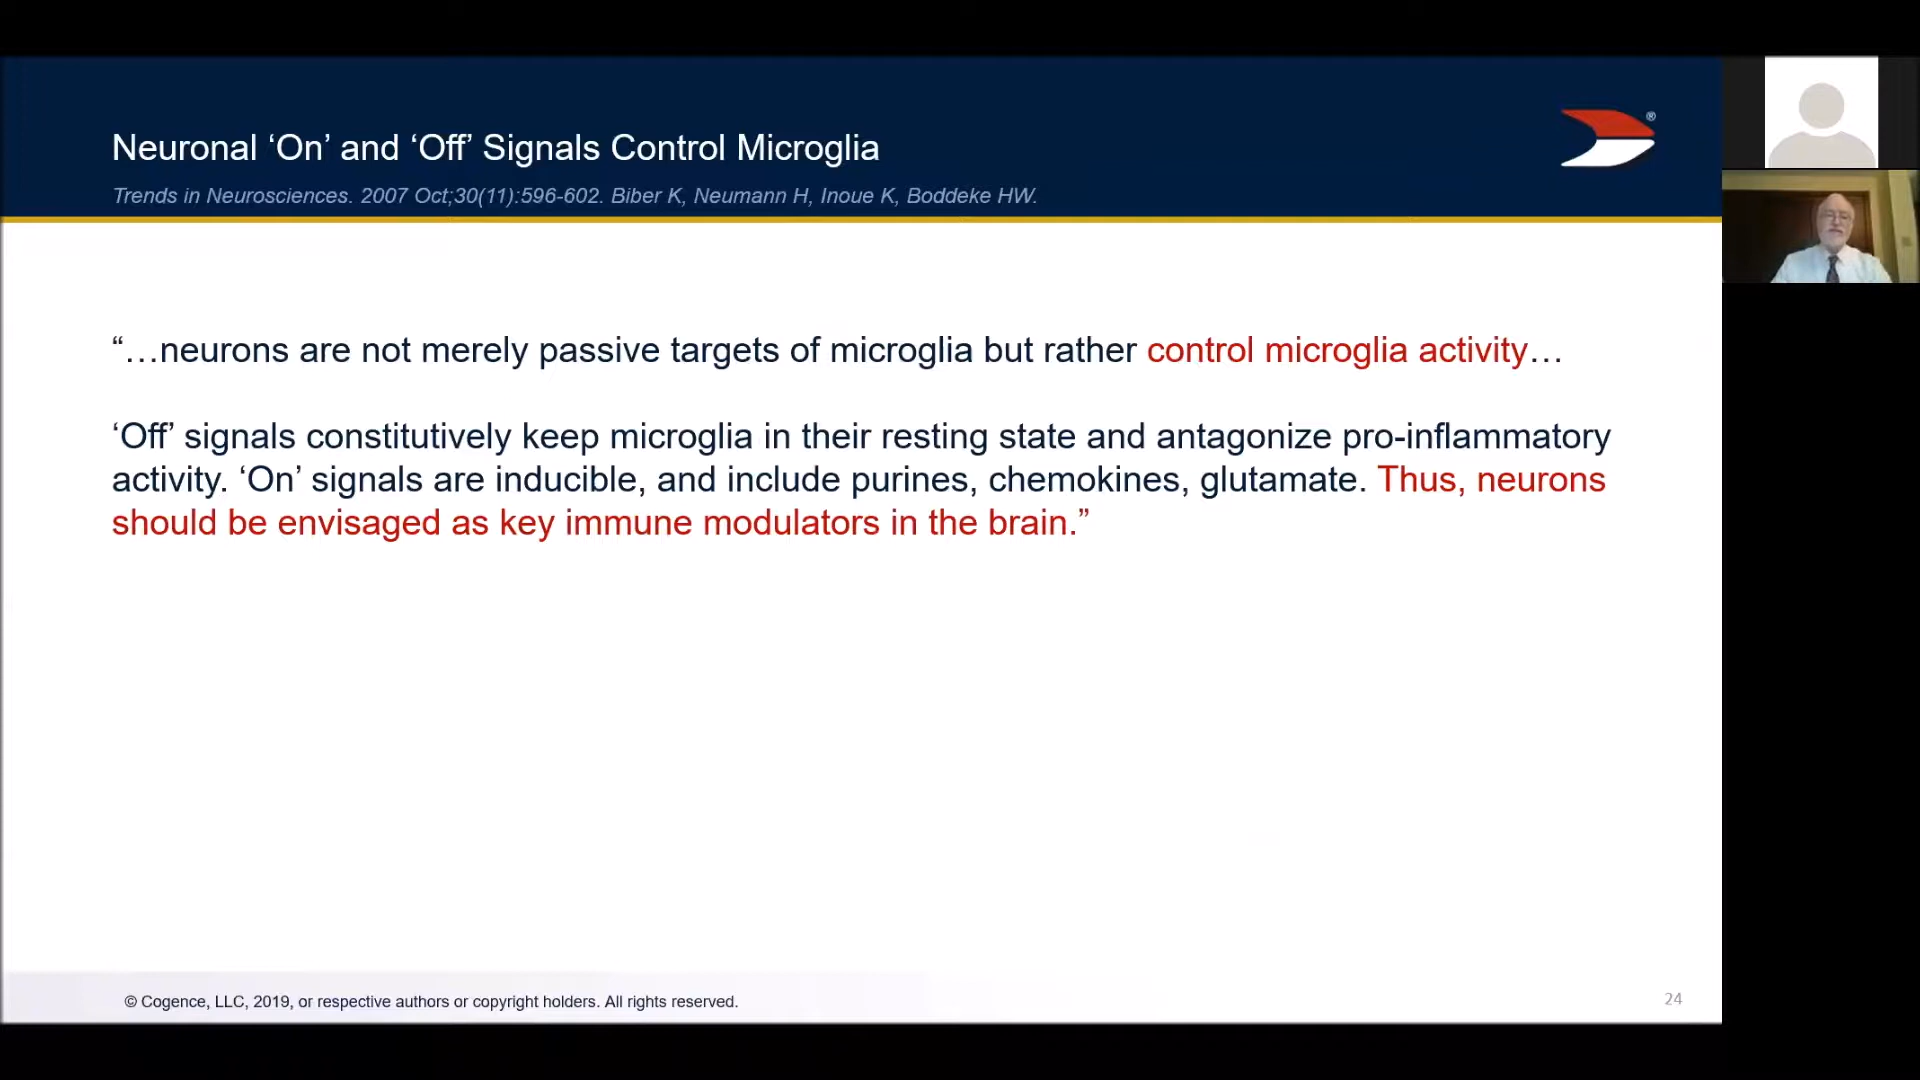 Neuronal ‘On’ and ‘Off’ Signals Control Microglia
Trends in Neurosciences. 2007 Oct;30(11):596-602. Biber K, Neumann H, Inoue K, Boddeke HW.
®
“…neurons are not merely passive targets of microglia but rather control microglia activity…
‘Off’ signals constitutively keep microglia in their resting state and antagonize pro-inflammatory
activity. ‘On’ signals are inducible, and include purines, chemokines, glutamate. Thus, neurons
should be envisaged as key immune modulators in the brain.”
© Cogence, LLC, 2019, or respective authors or copyright holders. All rights reserved.
24